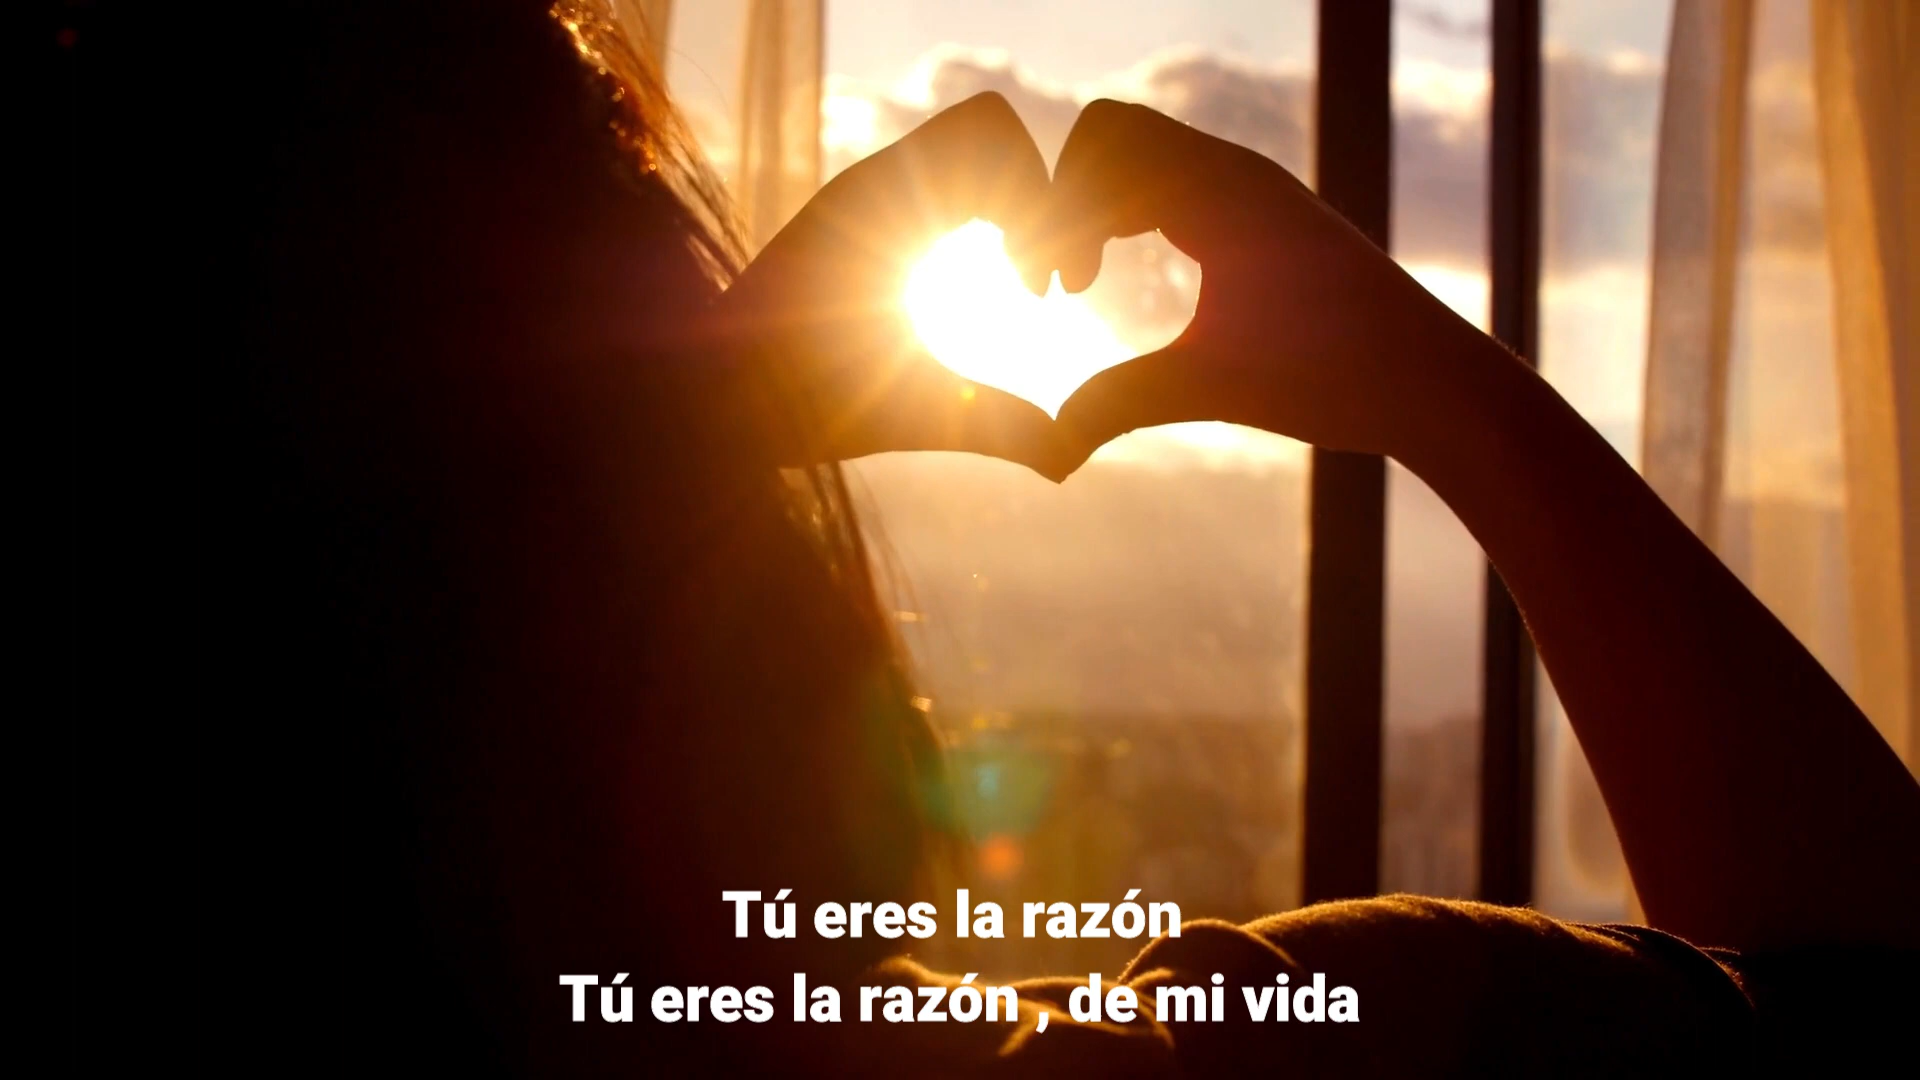 Tú eres la razón
Tú eres la razón , de mi vida